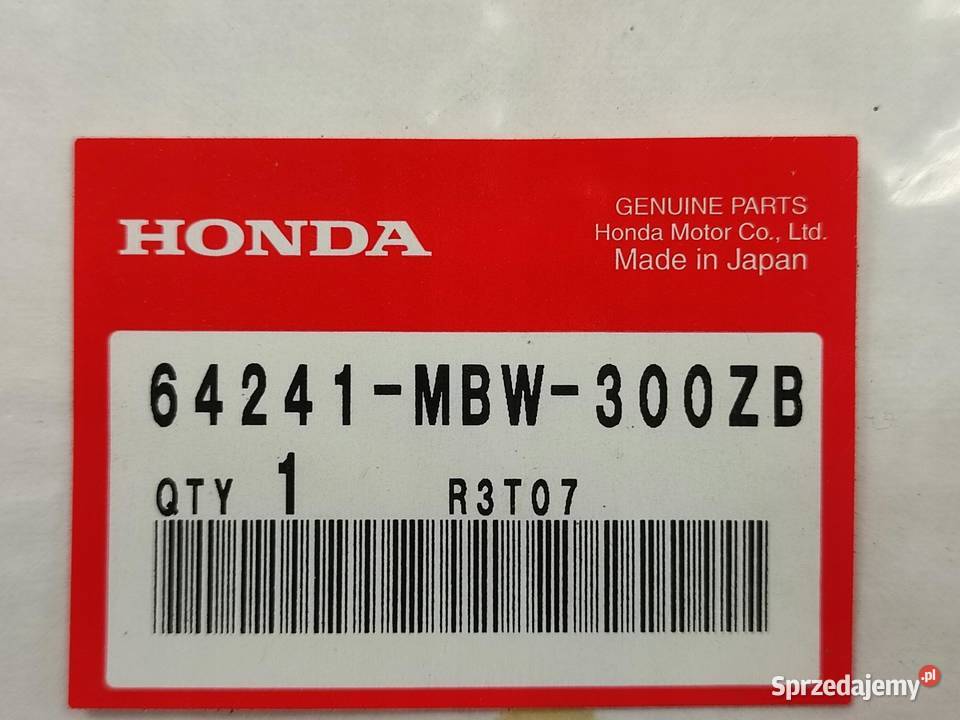 HONDA
GENUINE PARTS
Honda Motor Co., Ltd.
Made in Japan
64241-MBW-300ZB
QTY 1 R3T07
Sprzedajemy.pl